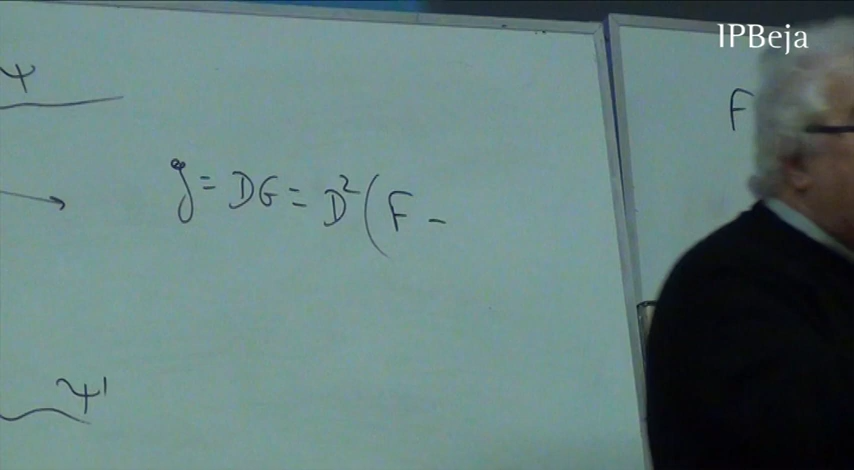 IPBeja
ψ
F
g = DG = D²(F −
ψ'